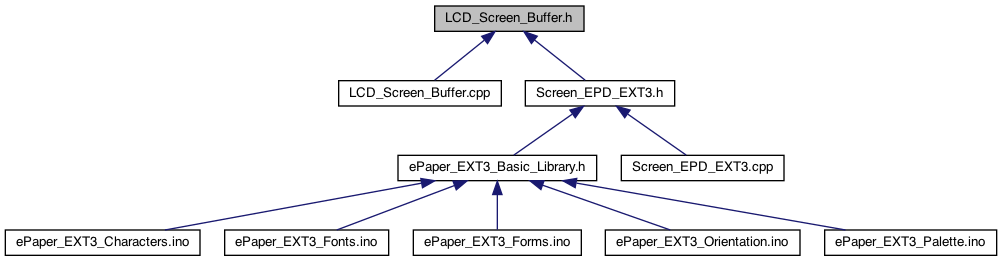 LCD_Screen_Buffer.h
LCD_Screen_Buffer.cpp
Screen_EPD_EXT3.h
ePaper_EXT3_Basic_Library.h
Screen_EPD_EXT3.cpp
ePaper_EXT3_Characters.ino
ePaper_EXT3_Fonts.ino
ePaper_EXT3_Forms.ino
ePaper_EXT3_Orientation.ino
ePaper_EXT3_Palette.ino